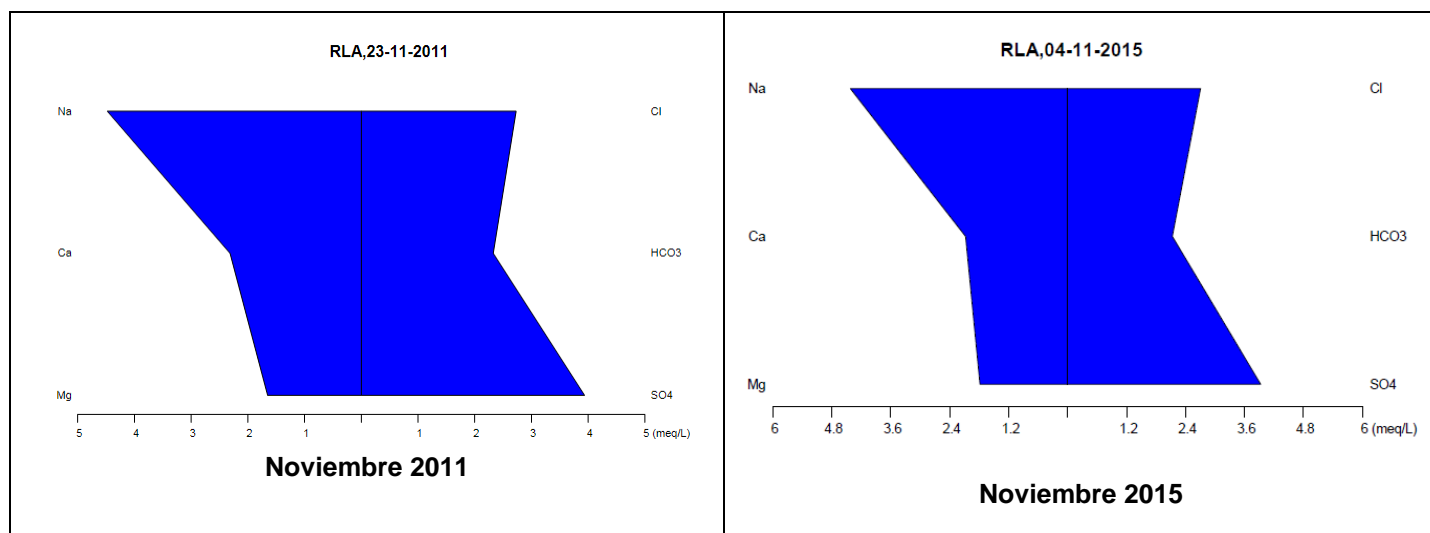 RLA,23-11-2011
Na Cl
Ca HCO3
Mg SO4
5 4 3 2 1 1 2 3 4 5 (meq/L)
Noviembre 2011
RLA,04-11-2015
Na Cl
Ca HCO3
Mg SO4
6 4.8 3.6 2.4 1.2 1.2 2.4 3.6 4.8 6 (meq/L)
Noviembre 2015